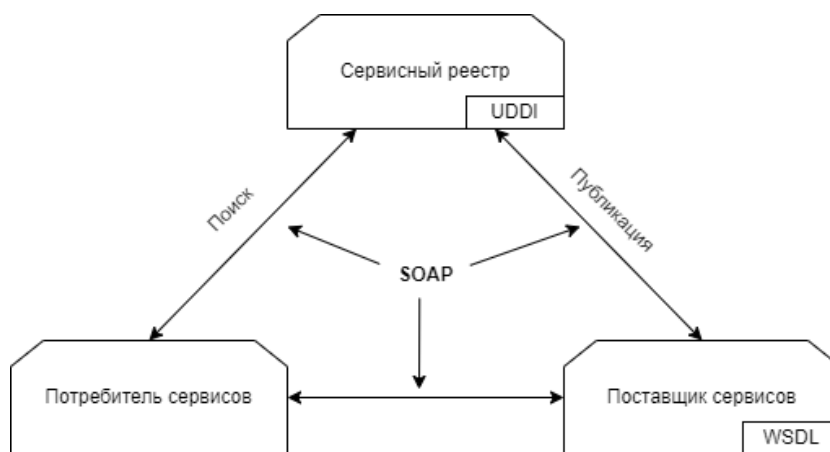 Сервисный реестр
UDDI
Поиск
Публикация
SOAP
Потребитель сервисов
Поставщик сервисов
WSDL